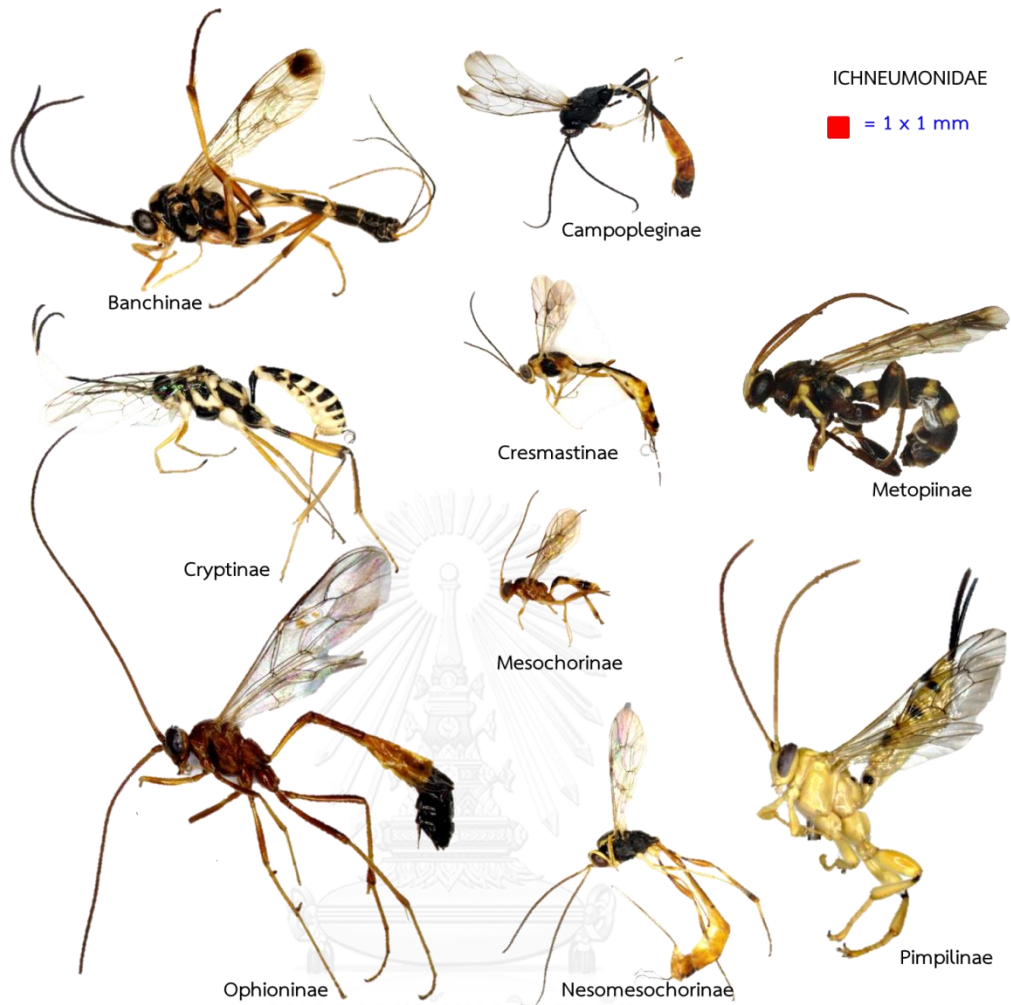 ICHNEUMONIDAE
= 1 x 1 mm
Campopleginae
Banchinae
Cresmastinae
Metopiinae
Cryptinae
Mesochorinae
Pimpilinae
Ophioninae
Nesomesochorinae